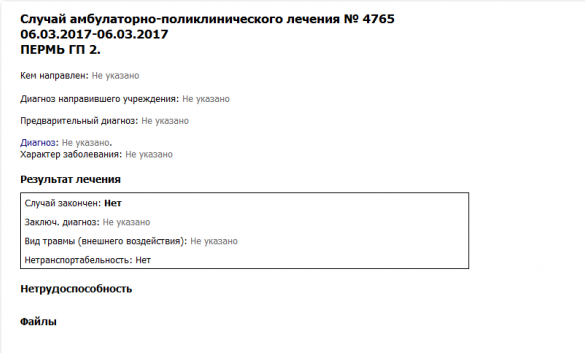 Случай амбулаторно-поликлинического лечения № 4765
06.03.2017-06.03.2017
ПЕРМЬ ГП 2.
Кем направлен: Не указано
Диагноз направившего учреждения: Не указано
Предварительный диагноз: Не указано
Диагноз: Не указано.
Характер заболевания: Не указано
Результат лечения
Случай закончен: Нет
Заключ. диагноз: Не указано
Вид травмы (внешнего воздействия): Не указано
Нетранспортабельность: Нет
Нетрудоспособность
Файлы